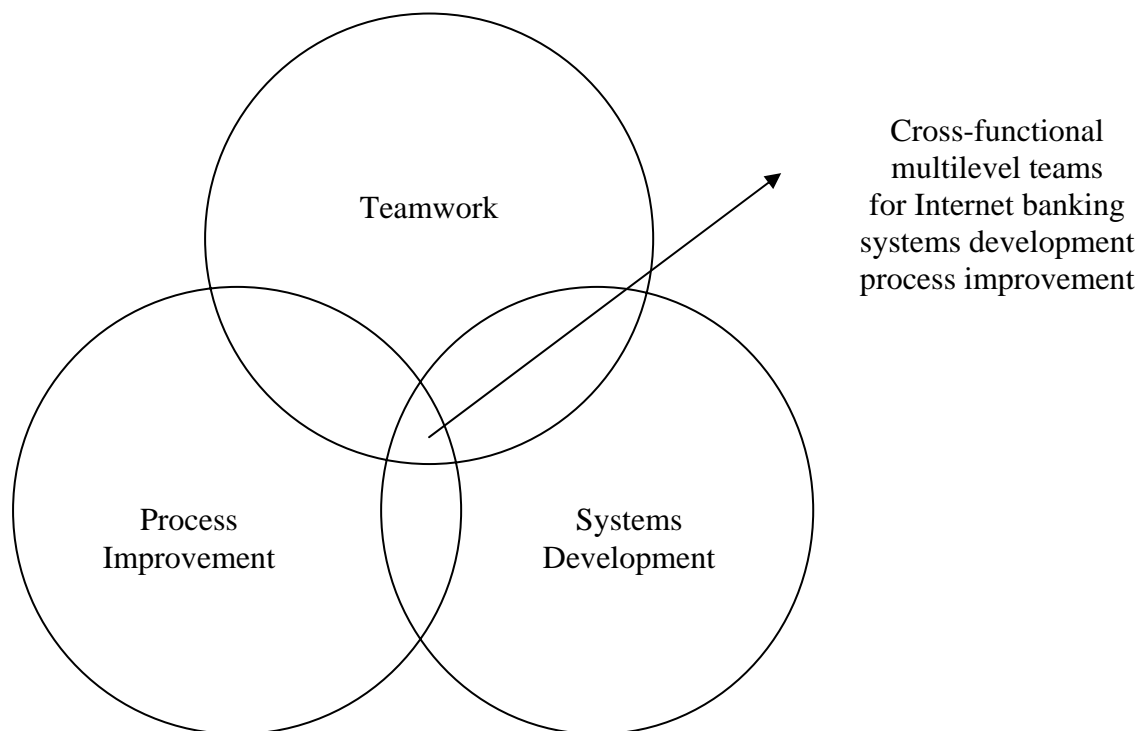 Cross-functional
multilevel teams
for Internet banking
systems development
process improvement
Teamwork
Process
Improvement
Systems
Development